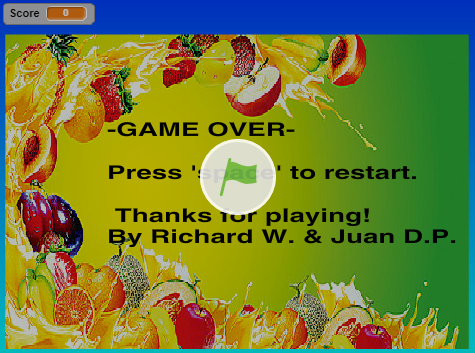 Score 0
-GAME OVER-
Press 'space' to restart.
Thanks for playing!
By Richard W. & Juan D.P.